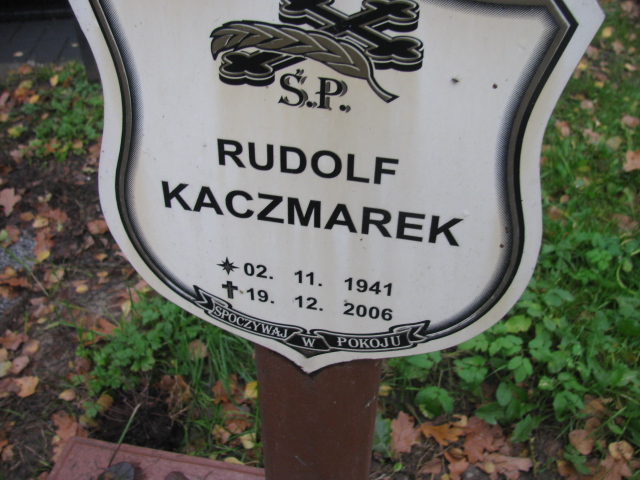 Ś.P.
RUDOLF
KACZMAREK
02. 11. 1941
19. 12. 2006
SPOCZYWAJ W POKOJU